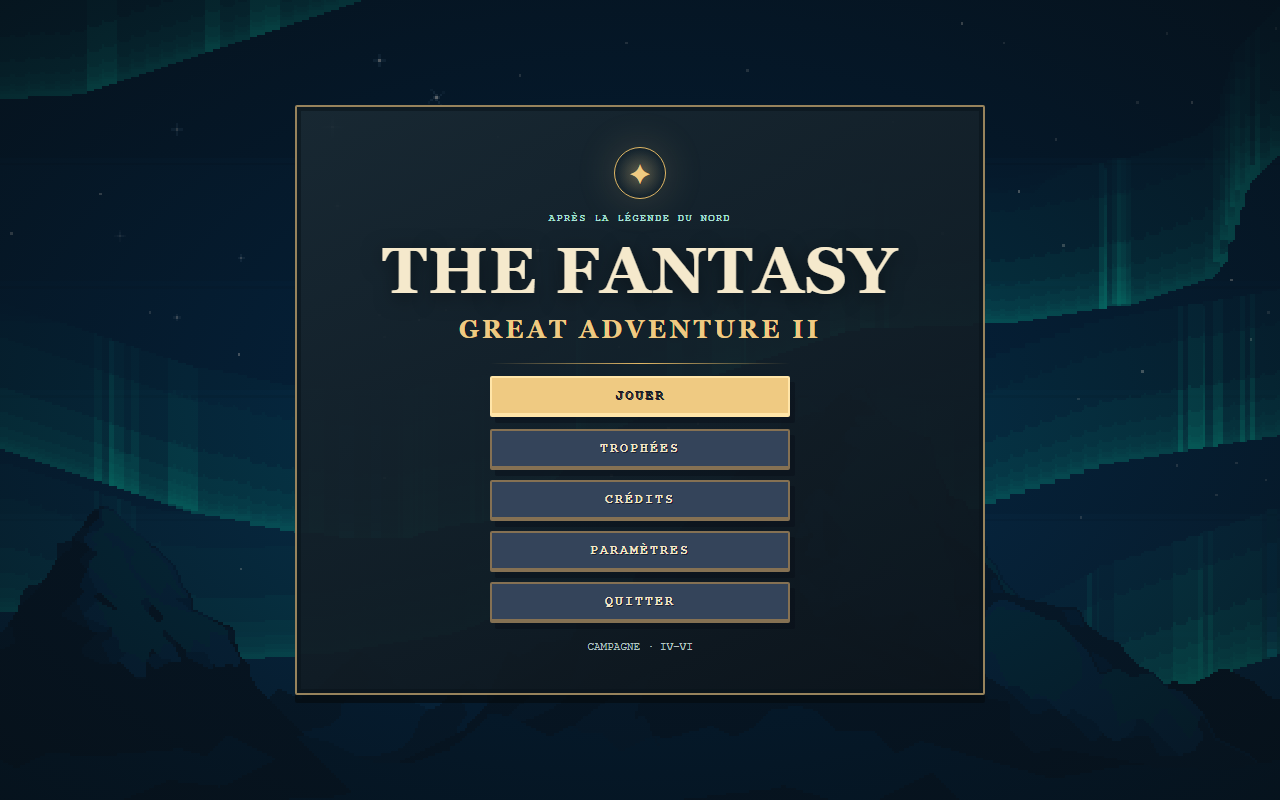 APRÈS LA LÉGENDE DU NORD
THE FANTASY
GREAT ADVENTURE II
JOUER
TROPHÉES
CRÉDITS
PARAMÈTRES
QUITTER
CAMPAGNE · IV–VI